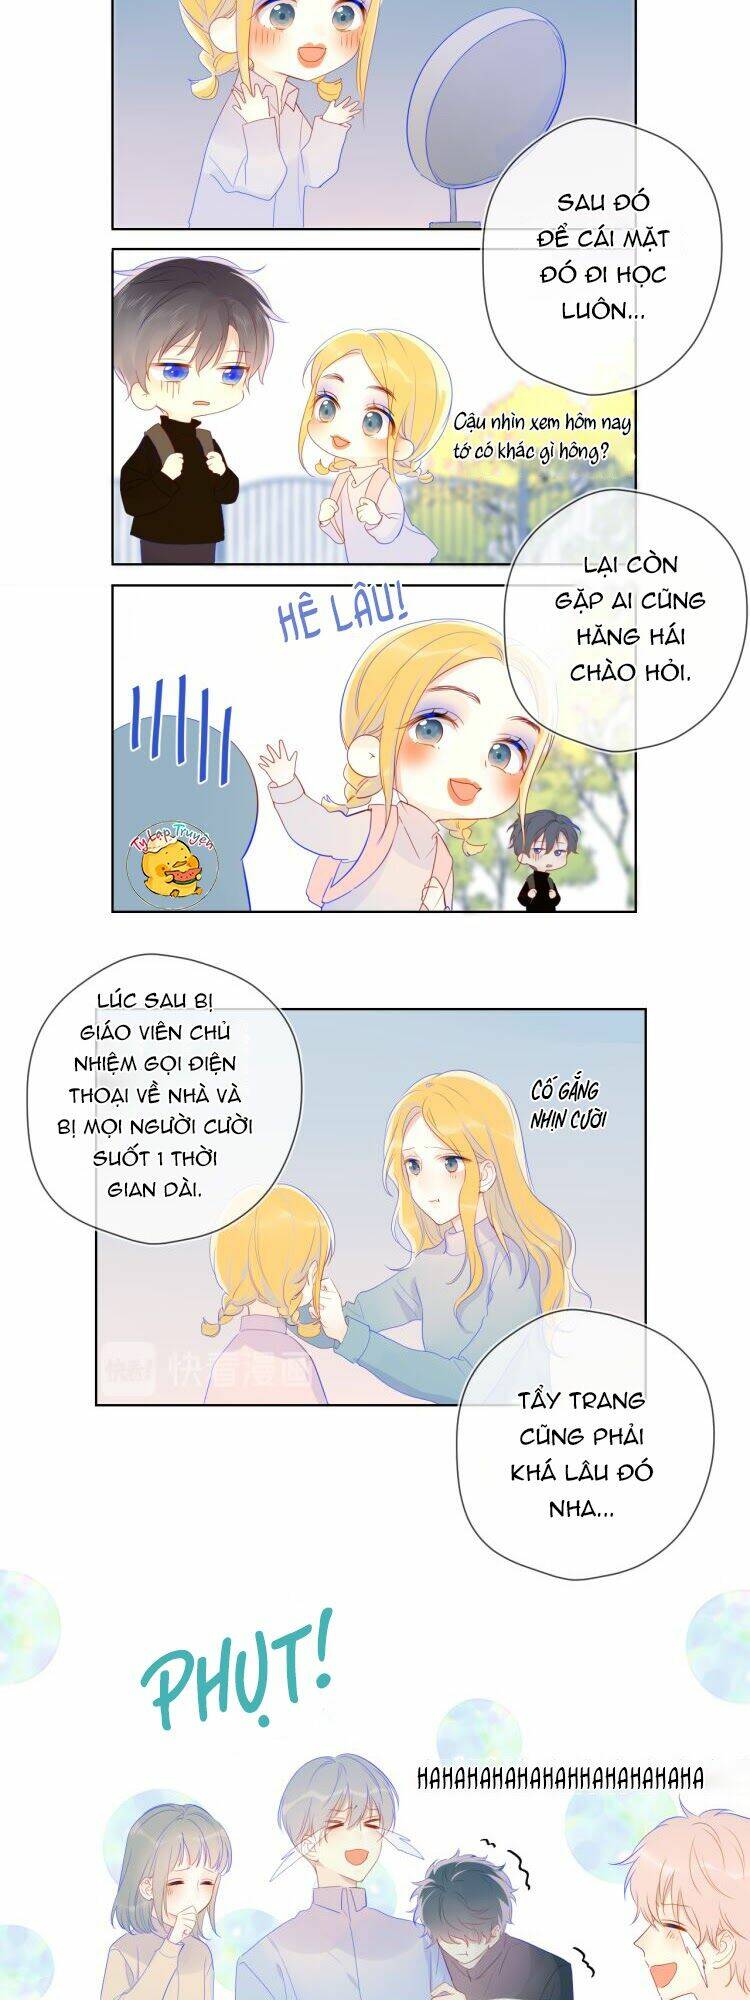 SAU ĐÓ
ĐỂ CÁI MẶT
ĐÓ ĐI HỌC
LUÔN...
Cậu nhìn xem hôm nay
tớ có khác gì hông?
LẠI CÒN
GẶP AI CŨNG
HĂNG HÁI
CHÀO HỎI.
HÊ LÂU!
Tỷ Lạp Truyện
LÚC SAU BỊ
GIÁO VIÊN CHỦ
NHIỆM GỌI ĐIỆN
THOẠI VỀ NHÀ VÀ
BỊ MỌI NGƯỜI CƯỜI
SUỐT 1 THỜI
GIAN DÀI.
CỐ GẮNG
NHỊN CƯỜI
快看!
快看漫画
TẨY TRANG
CŨNG PHẢI
KHÁ LÂU ĐÓ
NHA...
PHỤT!
HAHAHAHAHAHAHHAHAHAHAHA